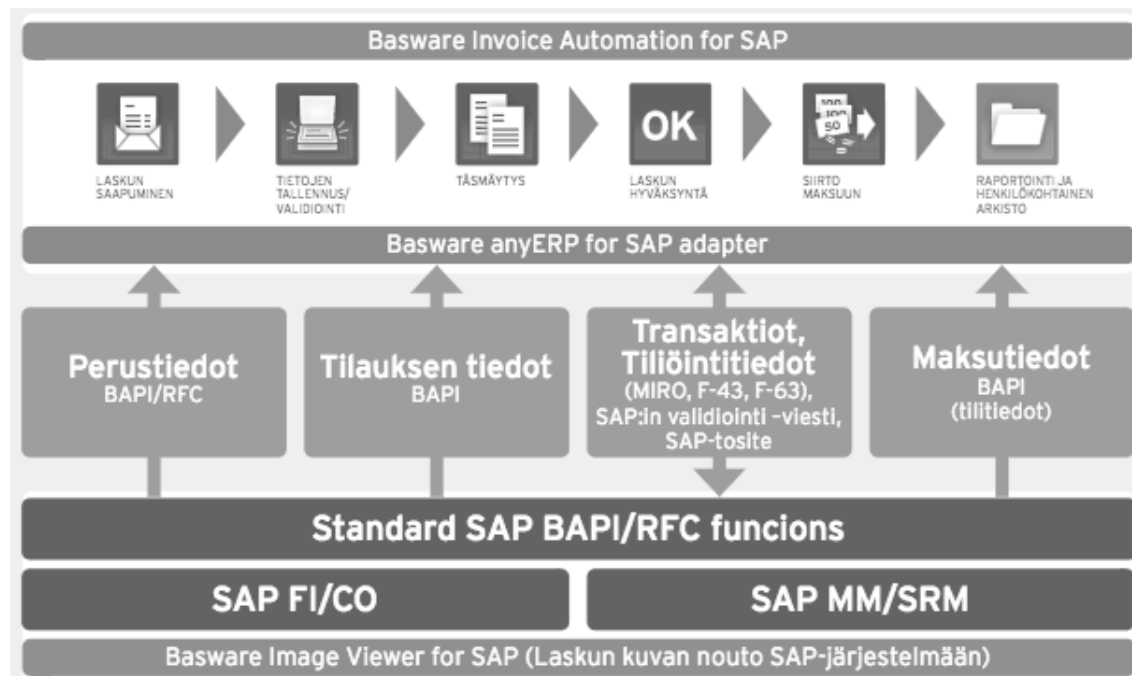 Basware Invoice Automation for SAP
OK
100
100
50
LASKUN
SAAPUMINEN
TIETOJEN
TALLENNUS/
VALIDIOINTI
TÄSMÄYTYS
LASKUN
HYVÄKSYNTÄ
SIIRTO
MAKSUUN
RAPORTOINTI JA
HENKILÖKOHTAINEN
ARKISTO
Basware anyERP for SAP adapter
Perustiedot
BAPI/RFC
Tilauksen tiedot
BAPI
Transaktiot,
Tiliöintitiedot
(MIRO, F-43, F-63),
SAP:in validiointi -viesti,
SAP-tosite
Maksutiedot
BAPI
(tilitiedot)
Standard SAP BAPI/RFC funcions
SAP FI/CO
SAP MM/SRM
Basware Image Viewer for SAP (Laskun kuvan nouto SAP-järjestelmään)